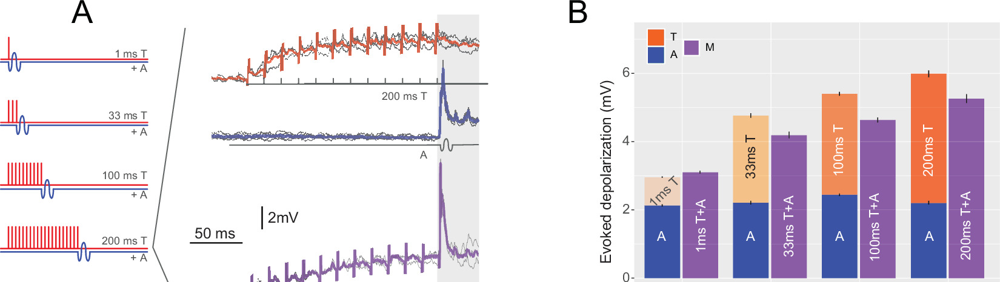 A
1 ms T
+ A
33 ms T
+ A
100 ms T
+ A
200 ms T
+ A
200 ms T
A
2mV
50 ms
B
T
A
M
Evoked depolarization (mV)
6
4
2
0
1ms T
A
1ms T+A
33ms T
A
33ms T+A
100ms T
A
100ms T+A
200ms T
A
200ms T+A